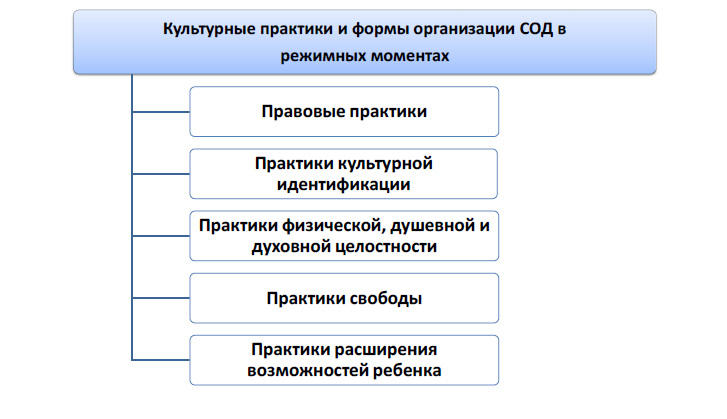 Культурные практики и формы организации СОД в
режимных моментах
Правовые практики
Практики культурной
идентификации
Практики физической, душевной и
духовной целостности
Практики свободы
Практики расширения
возможностей ребенка